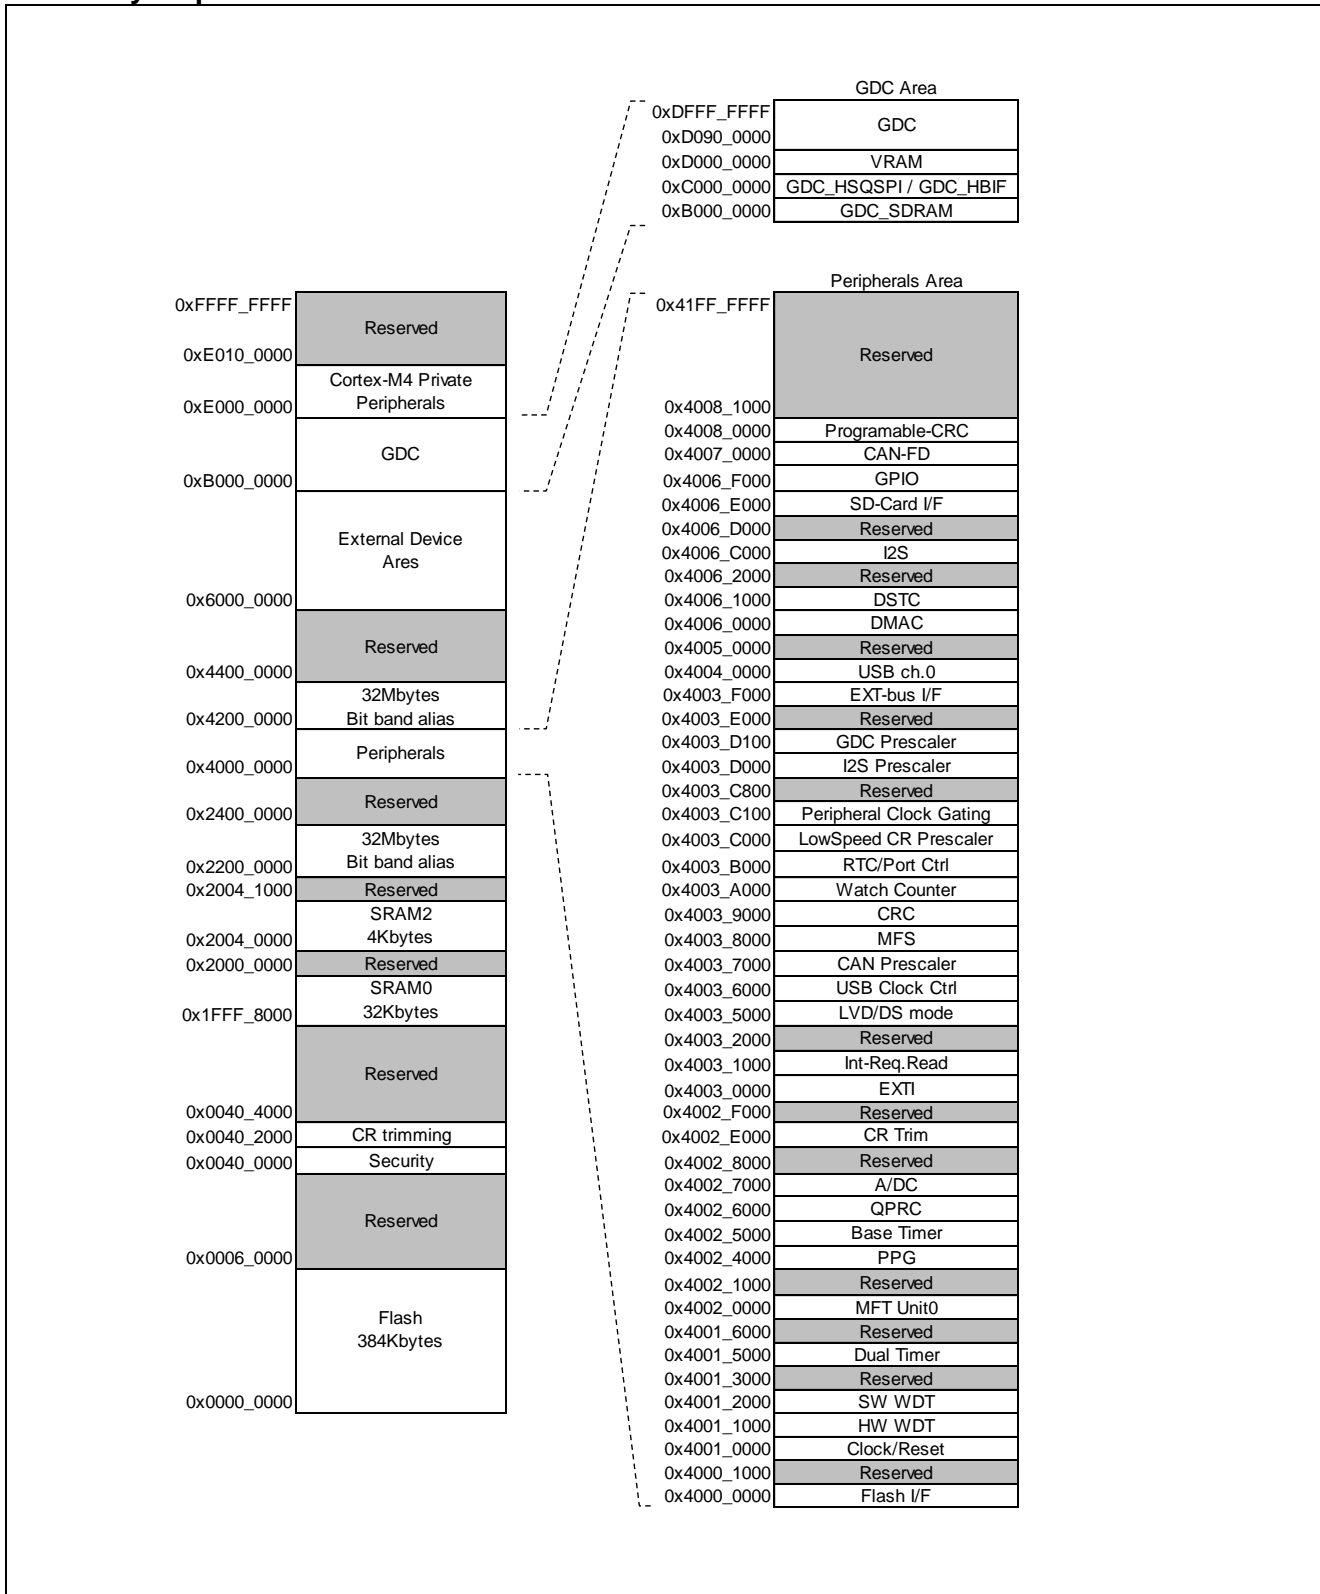 GDC Area
0xDFFF_FFFF
GDC
0xD090_0000
0xD000_0000 VRAM
0xC000_0000 GDC_HSQSPI / GDC_HBIF
0xB000_0000 GDC_SDRAM
0xFFFF_FFFF
Reserved
0xE010_0000
Cortex-M4 Private
0xE000_0000 Peripherals
GDC
0xB000_0000
External Device
Ares
0x6000_0000
Reserved
0x4400_0000
32Mbytes
0x4200_0000 Bit band alias
Peripherals
0x4000_0000
Reserved
0x2400_0000
32Mbytes
0x2200_0000 Bit band alias
0x2004_1000 Reserved
SRAM2
0x2004_0000 4Kbytes
0x2000_0000 Reserved
SRAM0
0x1FFF_8000 32Kbytes
Reserved
0x0040_4000
0x0040_2000 CR trimming
0x0040_0000 Security
Reserved
0x0006_0000
Flash
384Kbytes
0x0000_0000
Peripherals Area
0x41FF_FFFF
Reserved
0x4008_1000
0x4008_0000 Programable-CRC
0x4007_0000 CAN-FD
0x4006_F000 GPIO
0x4006_E000 SD-Card I/F
0x4006_D000 Reserved
0x4006_C000 I2S
0x4006_2000 Reserved
0x4006_1000 DSTC
0x4006_0000 DMAC
0x4005_0000 Reserved
0x4004_0000 USB ch.0
0x4003_F000 EXT-bus I/F
0x4003_E000 Reserved
0x4003_D100 GDC Prescaler
0x4003_D000 I2S Prescaler
0x4003_C800 Reserved
0x4003_C100 Peripheral Clock Gating
0x4003_C000 LowSpeed CR Prescaler
0x4003_B000 RTC/Port Ctrl
0x4003_A000 Watch Counter
0x4003_9000 CRC
0x4003_8000 MFS
0x4003_7000 CAN Prescaler
0x4003_6000 USB Clock Ctrl
0x4003_5000 LVD/DS mode
0x4003_2000 Reserved
0x4003_1000 Int-Req.Read
0x4003_0000 EXTI
0x4002_F000 Reserved
0x4002_E000 CR Trim
0x4002_8000 Reserved
0x4002_7000 A/DC
0x4002_6000 QPRC
0x4002_5000 Base Timer
0x4002_4000 PPG
0x4002_1000 Reserved
0x4002_0000 MFT Unit0
0x4001_6000 Reserved
0x4001_5000 Dual Timer
0x4001_3000 Reserved
0x4001_2000 SW WDT
0x4001_1000 HW WDT
0x4001_0000 Clock/Reset
0x4000_1000 Reserved
0x4000_0000 Flash I/F